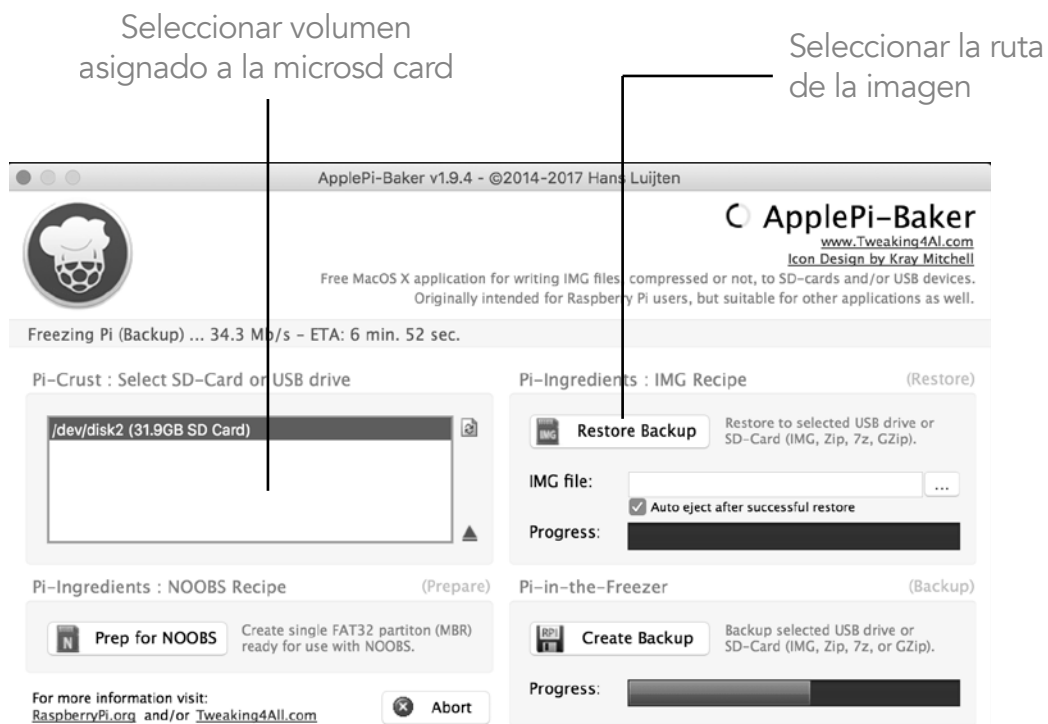 Seleccionar volumen
asignado a la microsd card
Seleccionar la ruta
de la imagen
ApplePi-Baker v1.9.4 - ©2014-2017 Hans Luijten
ApplePi-Baker
www.Tweaking4All.com
Icon Design by Kray Mitchell
Free MacOS X application for writing IMG files, compressed or not, to SD-cards and/or USB devices.
Originally intended for Raspberry Pi users, but suitable for other applications as well.
Freezing Pi (Backup) ... 34.3 Mb/s - ETA: 6 min. 52 sec.
Pi-Crust : Select SD-Card or USB drive
/dev/disk2 (31.9GB SD Card)
Pi-Ingredients : IMG Recipe
(Restore)
IMG
Restore Backup
Restore to selected USB drive or
SD-Card (IMG, Zip, 7z, GZip).
IMG file:
...
Auto eject after successful restore
Progress:
Pi-Ingredients : NOOBS Recipe
(Prepare)
N
Prep for NOOBS
Create single FAT32 partiton (MBR)
ready for use with NOOBS.
Pi-in-the-Freezer
(Backup)
RPI
Create Backup
Backup selected USB drive or
SD-Card (IMG, Zip, 7z, or GZip).
Progress:
For more information visit:
RaspberryPi.org and/or Tweaking4All.com
Abort